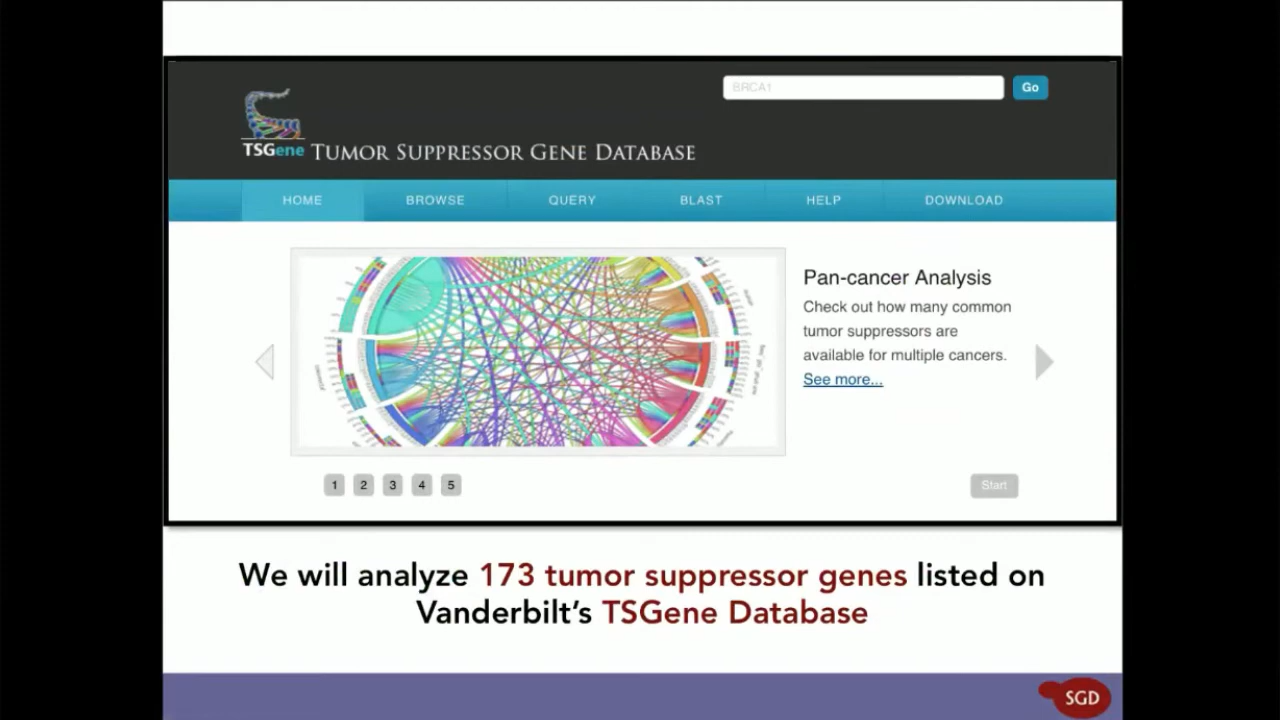 BRCA1
Go
TSGene TUMOR SUPPRESSOR GENE DATABASE
HOME BROWSE QUERY BLAST HELP DOWNLOAD
Pan-cancer Analysis
Check out how many common
tumor suppressors are
available for multiple cancers.
See more...
1 2 3 4 5
Start
We will analyze 173 tumor suppressor genes listed on
Vanderbilt’s TSGene Database
SGD